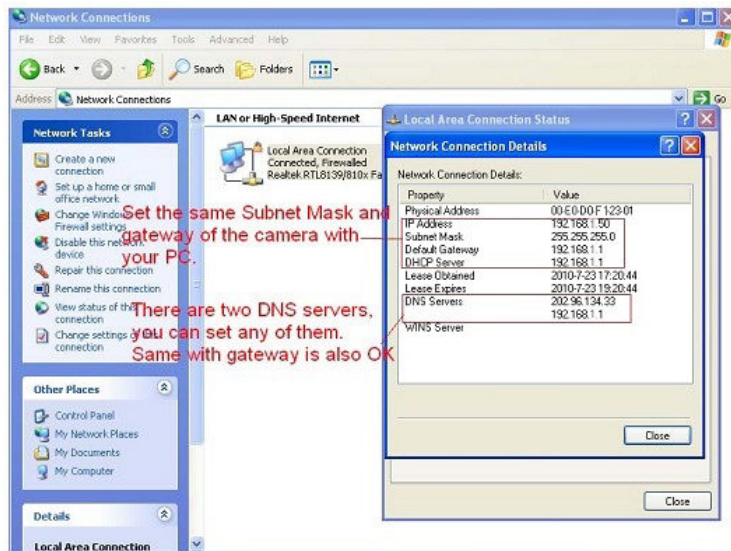 Network Connections
File Edit View Favorites Tools Advanced Help
Back Search Folders
Address Network Connections Go
Network Tasks
Create a new
connection
Set up a home or small
office network
Change Windows
Firewall settings
Disable this network
device
Repair this connection
Rename this connection
View status of this
connection
Change settings of this
connection
Other Places
Control Panel
My Network Places
My Documents
My Computer
Details
Local Area Connection
LAN or High-Speed Internet
Local Area Connection
Connected, Firewalled
Realtek RTL8139/810x Fa
Set the same Subnet Mask and
gateway of the camera with
your PC.
There are two DNS servers,
you can set any of them.
Same with gateway is also OK
Local Area Connection Status
Network Connection Details
Network Connection Details:
Property Value
Physical Address 00-E0-D0-F1-23-01
IP Address 192.168.1.50
Subnet Mask 255.255.255.0
Default Gateway 192.168.1.1
DHCP Server 192.168.1.1
Lease Obtained 2010-7-23 17:20:44
Lease Expires 2010-7-23 19:20:44
DNS Servers 202.96.134.33
192.168.1.1
WINS Server
Close
Close